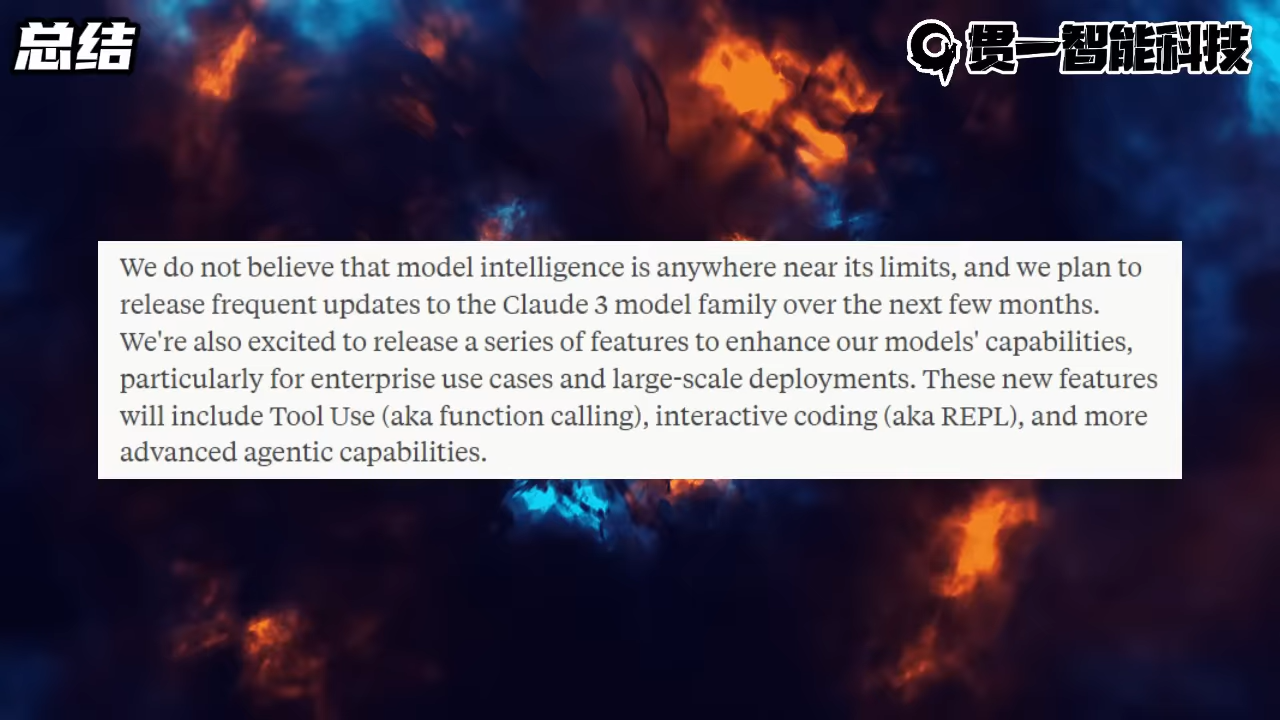 总结
贯一智能科技
We do not believe that model intelligence is anywhere near its limits, and we plan to
release frequent updates to the Claude 3 model family over the next few months.
We're also excited to release a series of features to enhance our models' capabilities,
particularly for enterprise use cases and large-scale deployments. These new features
will include Tool Use (aka function calling), interactive coding (aka REPL), and more
advanced agentic capabilities.